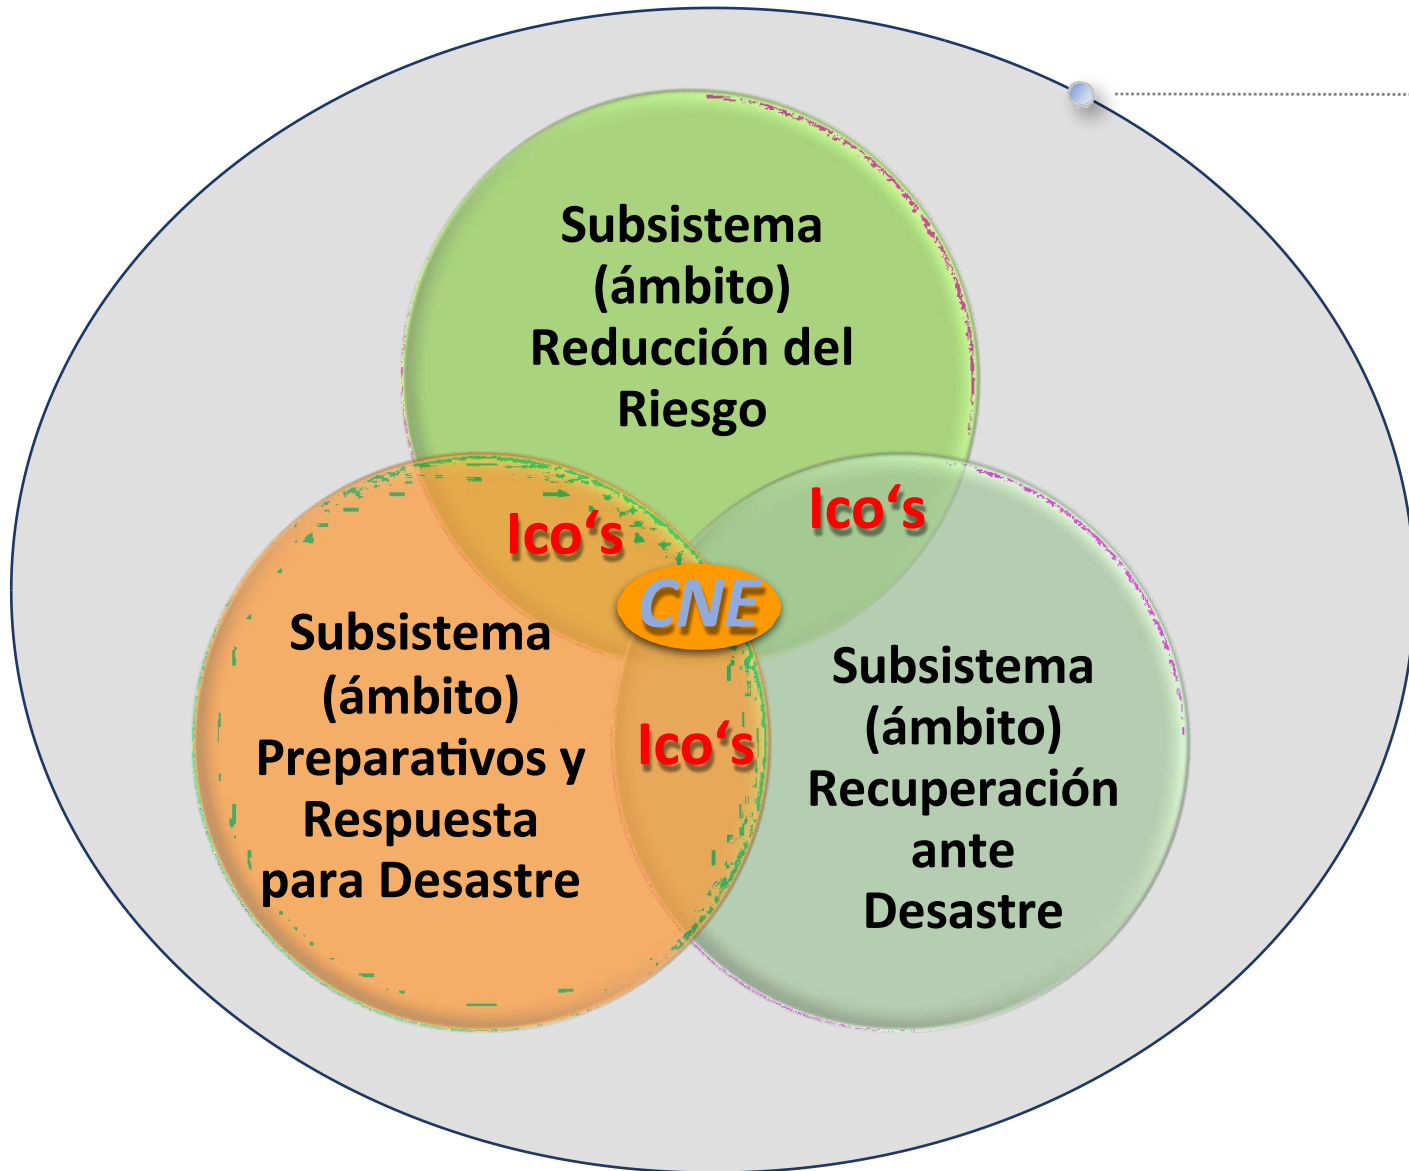 Subsistema
(ámbito)
Reducción del
Riesgo
Ico‘s
Ico‘s
CNE
Subsistema
(ámbito)
Preparativos y
Respuesta
para Desastre
Ico‘s
Subsistema
(ámbito)
Recuperación
ante
Desastre